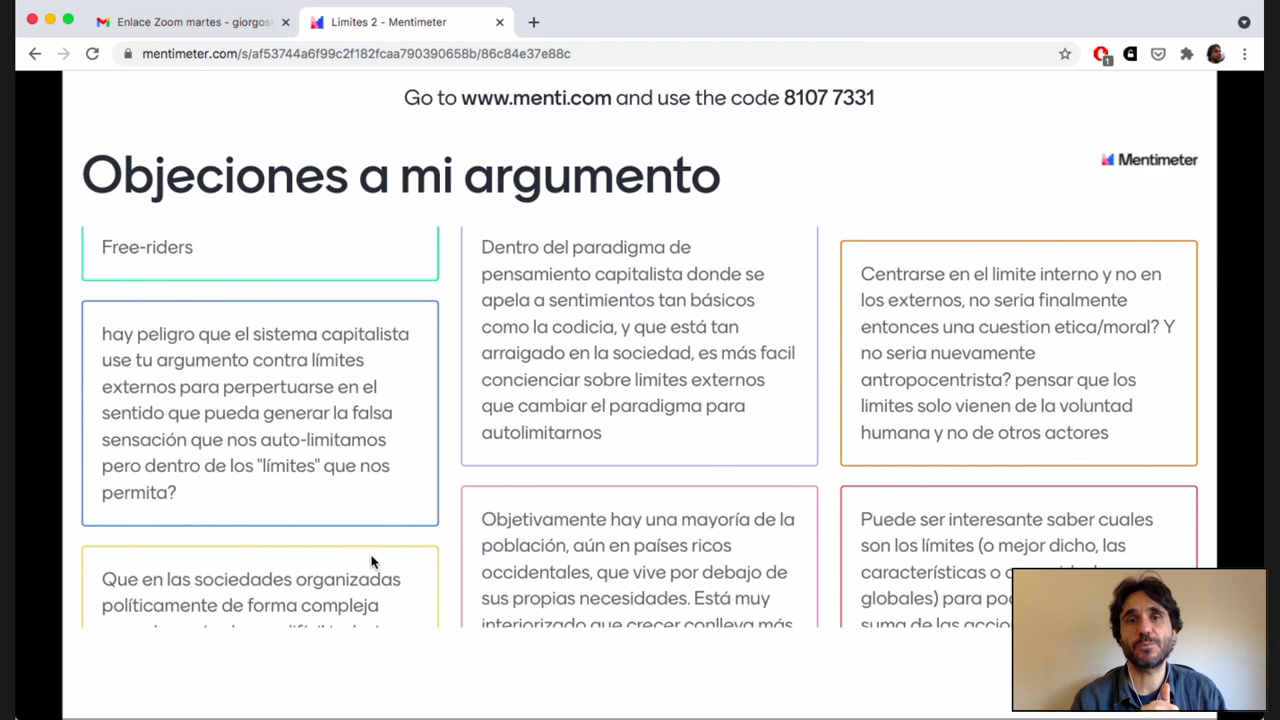 Enlace Zoom martes - giorgos
Limites 2 - Mentimeter
mentimeter.com/s/af53744a6f99c2f182fcaa790390658b/86c84e37e88c
1
Go to www.menti.com and use the code 8107 7331
Objeciones a mi argumento
Mentimeter
Free-riders
hay peligro que el sistema capitalista
use tu argumento contra límites
externos para perpertuarse en el
sentido que pueda generar la falsa
sensación que nos auto-limitamos
pero dentro de los "límites" que nos
permita?
Que en las sociedades organizadas
políticamente de forma compleja
Dentro del paradigma de
pensamiento capitalista donde se
apela a sentimientos tan básicos
como la codicia, y que está tan
arraigado en la sociedad, es más facil
concienciar sobre limites externos
que cambiar el paradigma para
autolimitarnos
Objetivamente hay una mayoría de la
población, aún en países ricos
occidentales, que vive por debajo de
sus propias necesidades. Está muy
interiorizado que crecer conlleva más
Centrarse en el limite interno y no en
los externos, no seria finalmente
entonces una cuestion etica/moral? Y
no seria nuevamente
antropocentrista? pensar que los
limites solo vienen de la voluntad
humana y no de otros actores
Puede ser interesante saber cuales
son los límites (o mejor dicho, las
características o
globales) para
suma de las